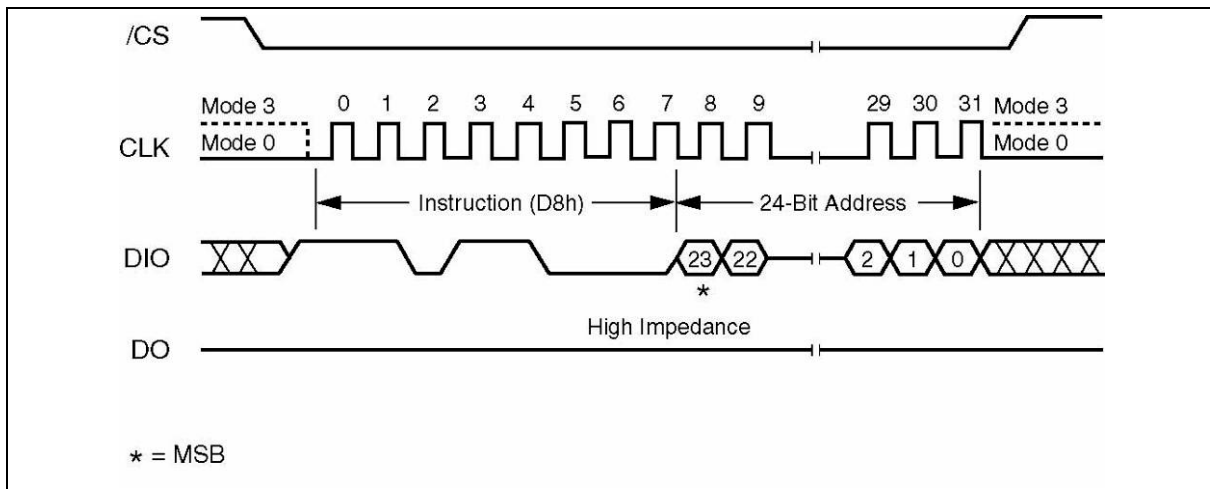 /CS
Mode 3 0 1 2 3 4 5 6 7 8 9 29 30 31 Mode 3
CLK Mode 0 Mode 0
Instruction (D8h) 24-Bit Address
DIO 23 22 2 1 0
*
High Impedance
DO
* = MSB